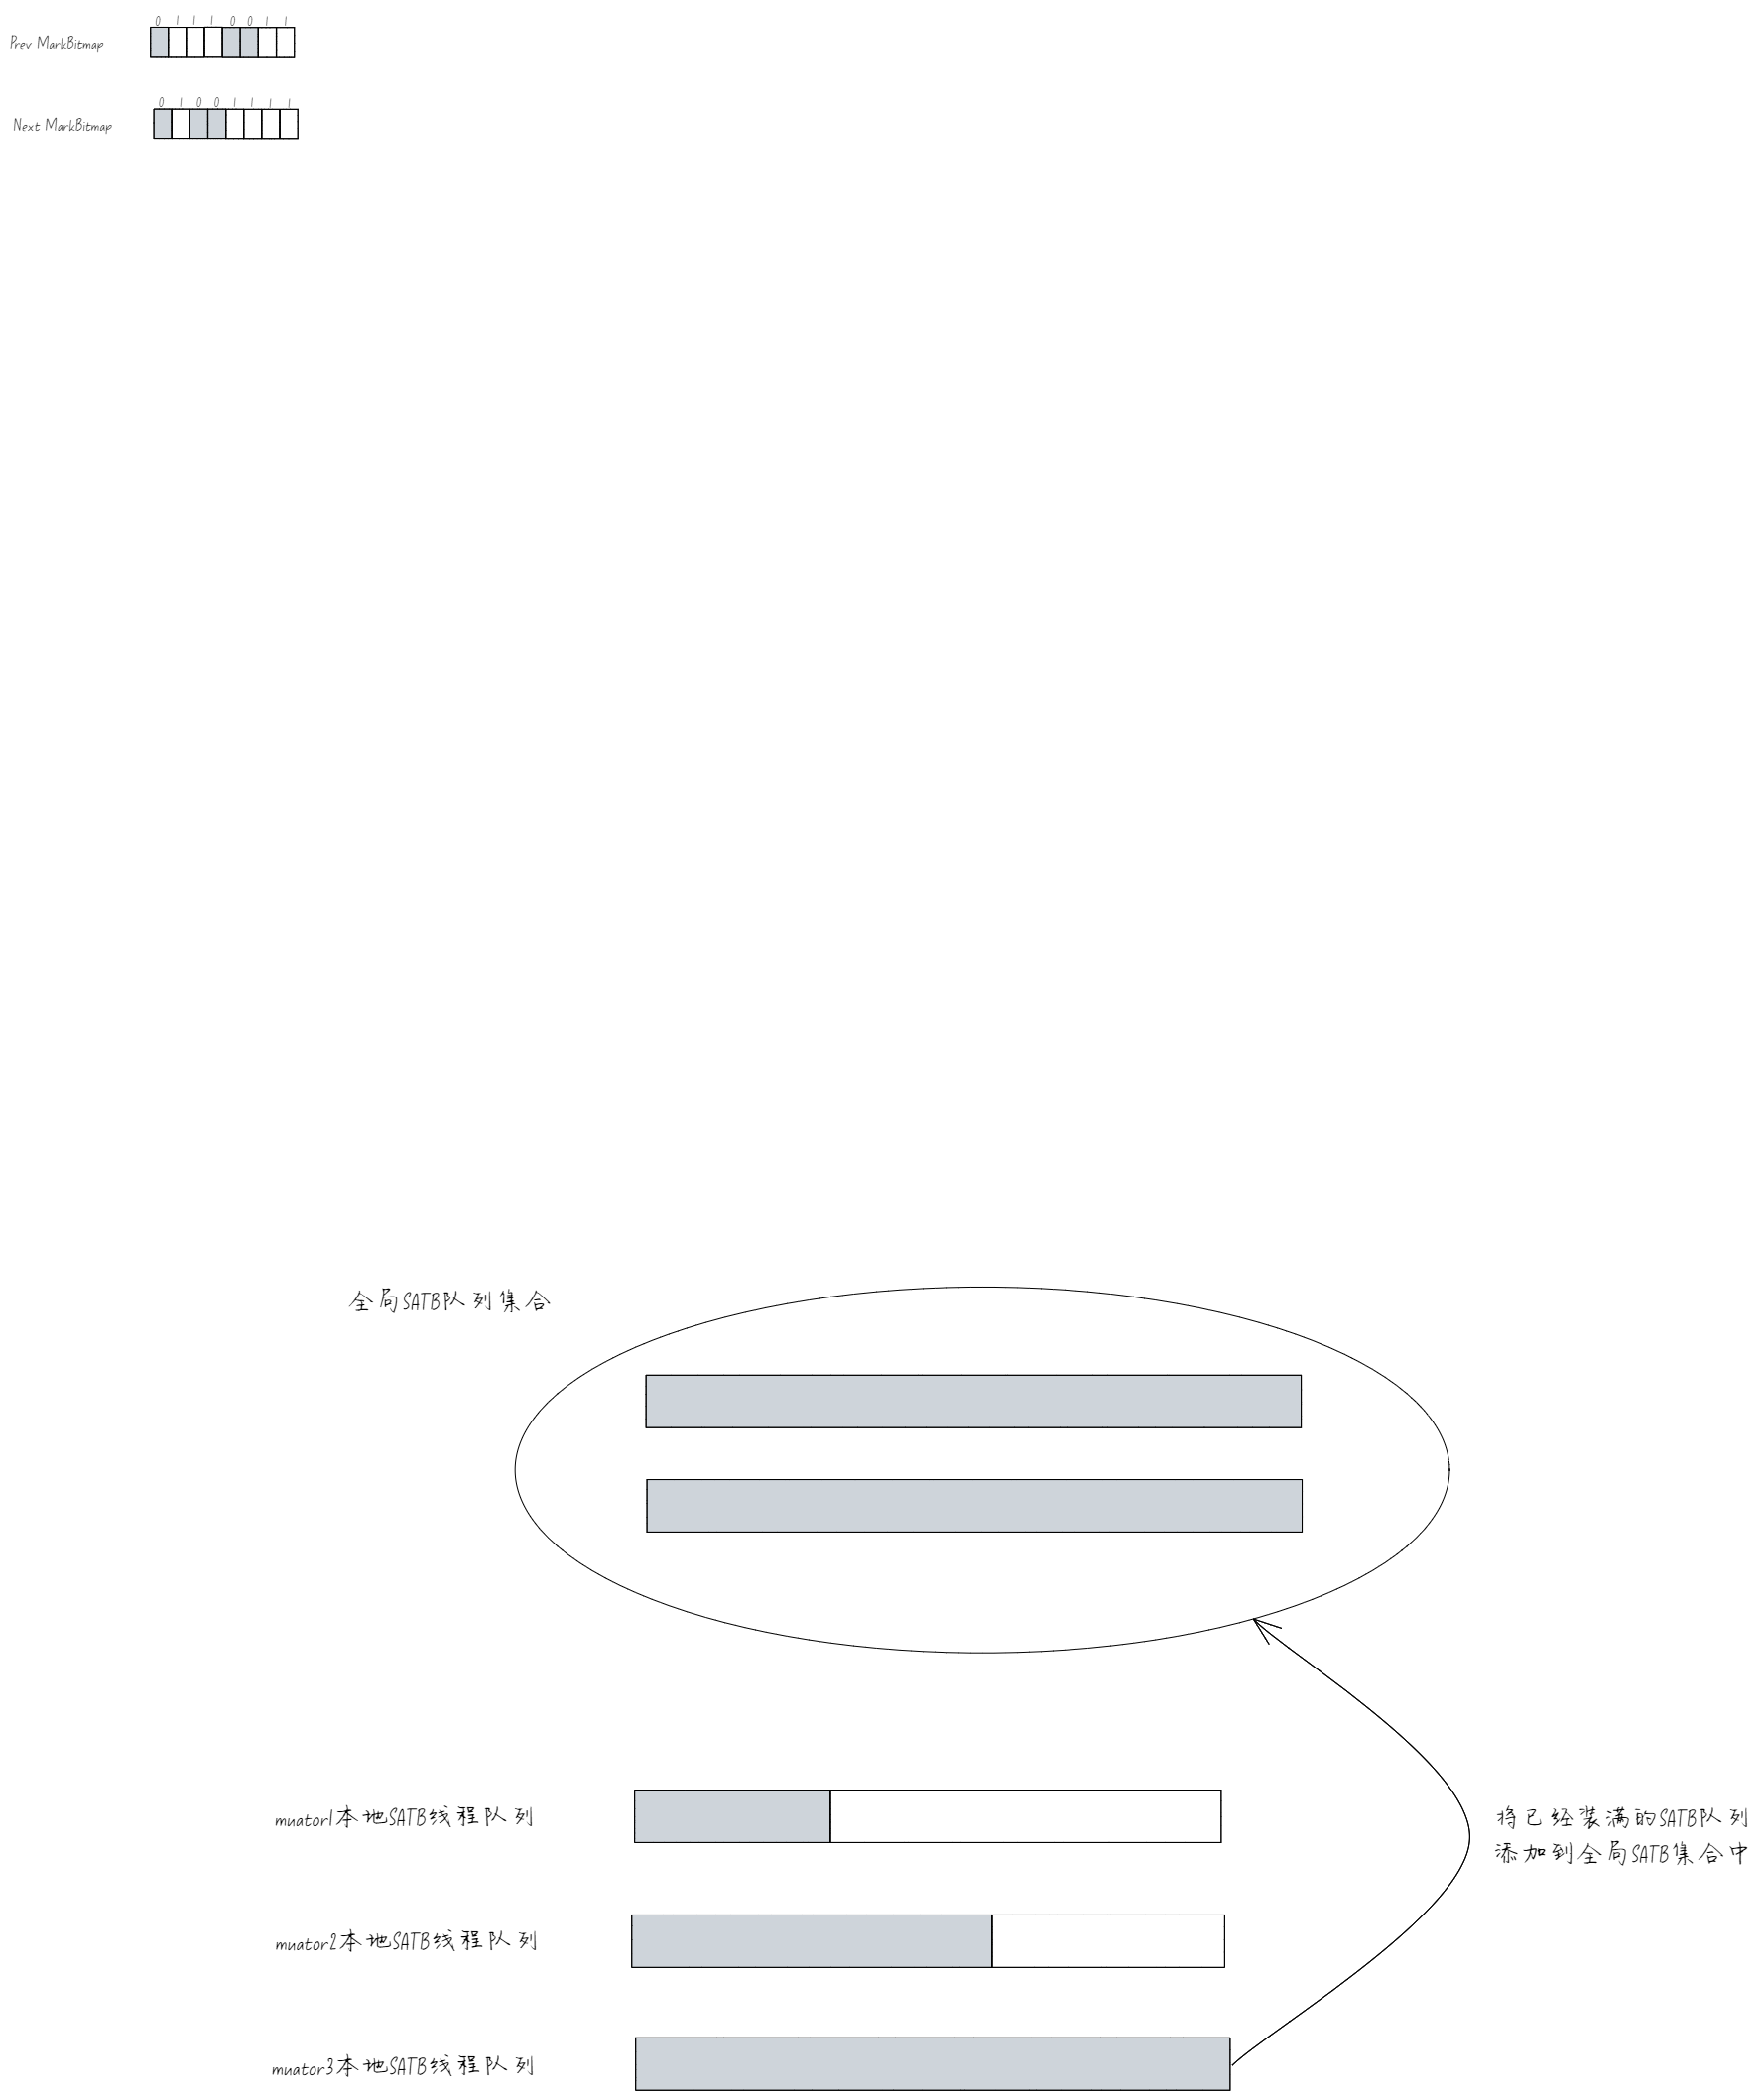 0 1 1 1 0 0 1 1
Prev MarkBitmap
0 1 0 0 1 1 1 1
Next MarkBitmap
全局SATB队列集合
muator1本地SATB线程队列
将已经装满的SATB队列
添加到全局SATB集合中
muator2本地SATB线程队列
muator3本地SATB线程队列